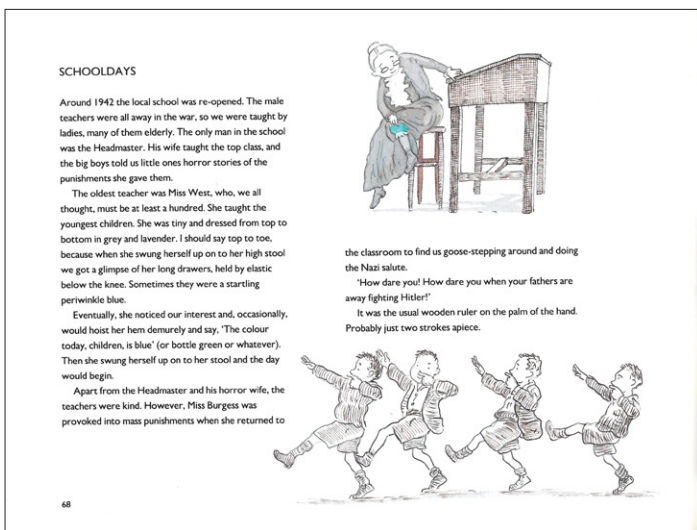 SCHOOLDAYS
Around 1942 the local school was re-opened. The male
teachers were all away in the war, so we were taught by
ladies, many of them elderly. The only man in the school
was the Headmaster. His wife taught the top class, and
the big boys told us little ones horror stories of the
punishments she gave them.
The oldest teacher was Miss West, who, we all
thought, must be at least a hundred. She taught the
youngest children. She was tiny and dressed from top to
bottom in grey and lavender. I should say top to toe,
because when she swung herself up on to her high stool
we got a glimpse of her long drawers, held by elastic
below the knee. Sometimes they were a startling
periwinkle blue.
Eventually, she noticed our interest and, occasionally,
would hoist her hem demurely and say, ‘The colour
today, children, is blue’ (or bottle green or whatever).
Then she swung herself up on to her stool and the day
would begin.
Apart from the Headmaster and his horror wife, the
teachers were kind. However, Miss Burgess was
provoked into mass punishments when she returned to
the classroom to find us goose-stepping around and doing
the Nazi salute.
‘How dare you! How dare you when your fathers are
away fighting Hitler!’
It was the usual wooden ruler on the palm of the hand.
Probably just two strokes apiece.
68